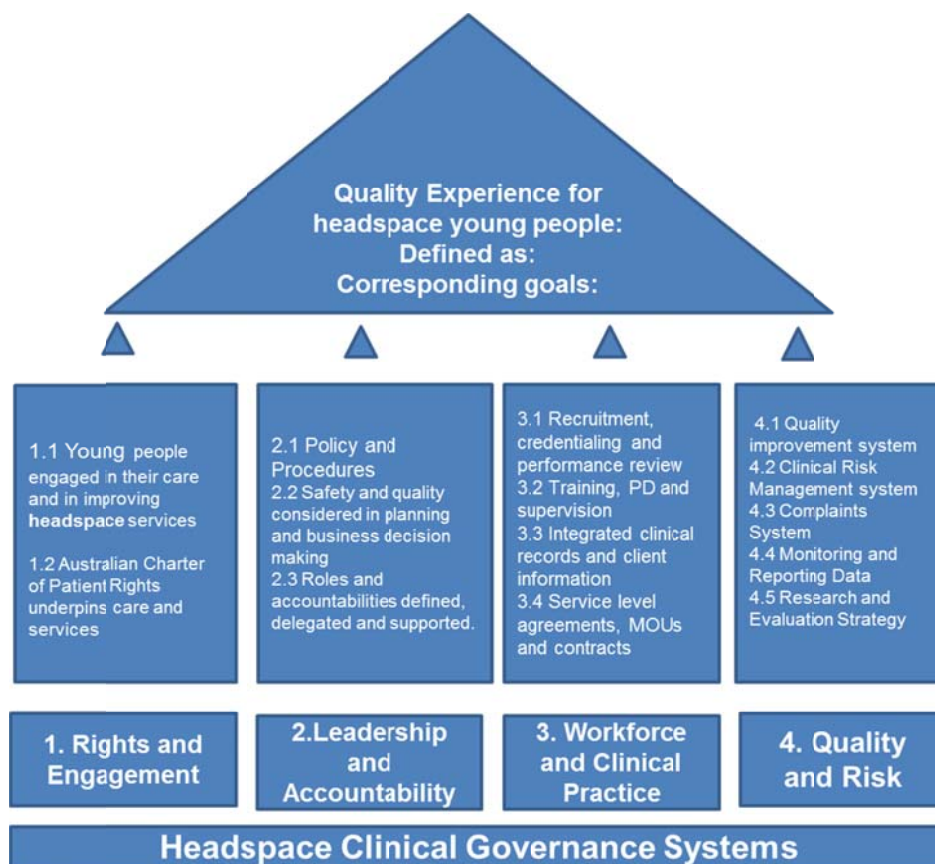 Quality Experience for
headspace young people:
Defined as:
Corresponding goals:
1.1 Young people
engaged in their care
and in improving
headspace services
1.2 Australian Charter
of Patient Rights
underpins care and
services
2.1 Policy and
Procedures
2.2 Safety and quality
considered in planning
and business decision
making
2.3 Roles and
accountabilities defined,
delegated and supported.
3.1 Recruitment,
credentialing and
performance review
3.2 Training, PD and
supervision
3.3 Integrated clinical
records and client
information
3.4 Service level
agreements, MOUs
and contracts
4.1 Quality
improvement system
4.2 Clinical Risk
Management system
4.3 Complaints
System
4.4 Monitoring and
Reporting Data
4.5 Research and
Evaluation Strategy
1. Rights and
Engagement
2.Leadership
and
Accountability
3. Workforce
and Clinical
Practice
4. Quality
and Risk
Headspace Clinical Governance Systems